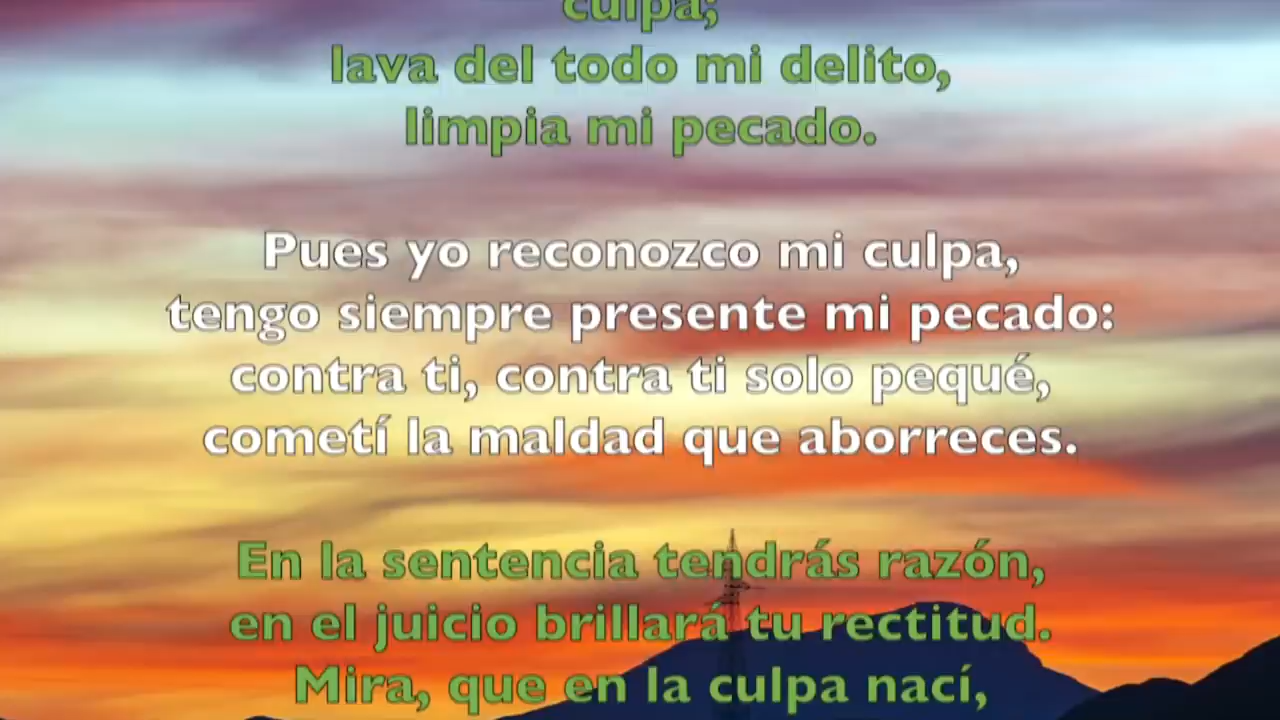 culpa;
lava del todo mi delito,
limpia mi pecado.
Pues yo reconozco mi culpa,
tengo siempre presente mi pecado:
contra ti, contra ti solo pequé,
cometí la maldad que aborreces.
En la sentencia tendrás razón,
en el juicio brillará tu rectitud.
Mira, que en la culpa nací,